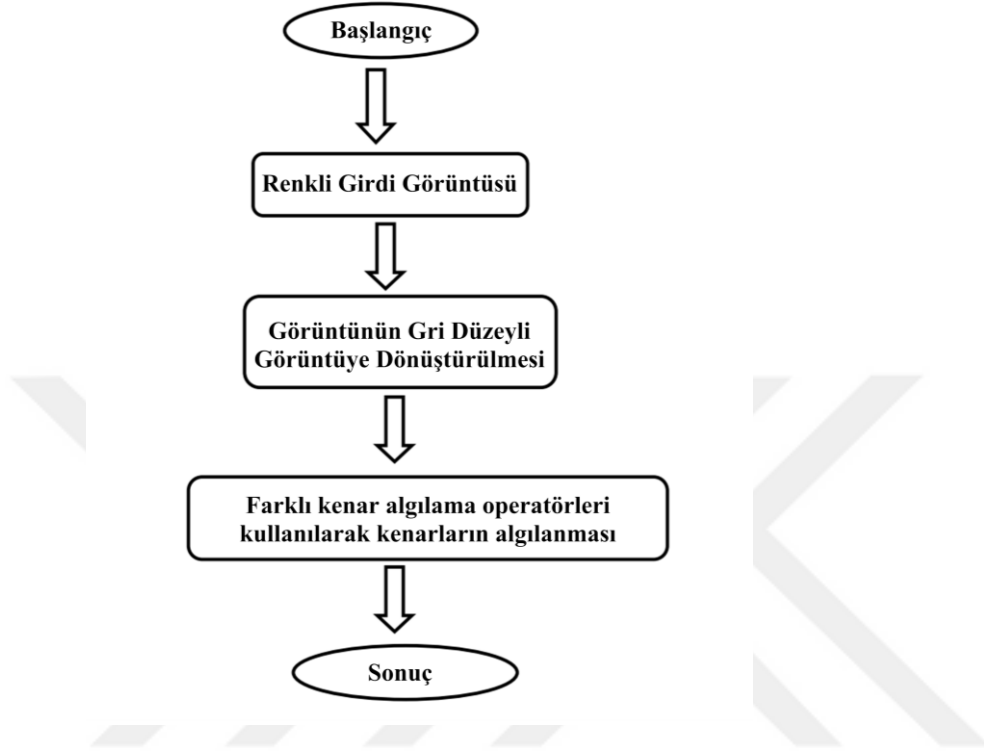 Başlangıç
Renkli Girdi Görüntüsü
Görüntünün Gri Düzeyli
Görüntüye Dönüştürülmesi
Farklı kenar algılama operatörleri
kullanılarak kenarların algılanması
Sonuç